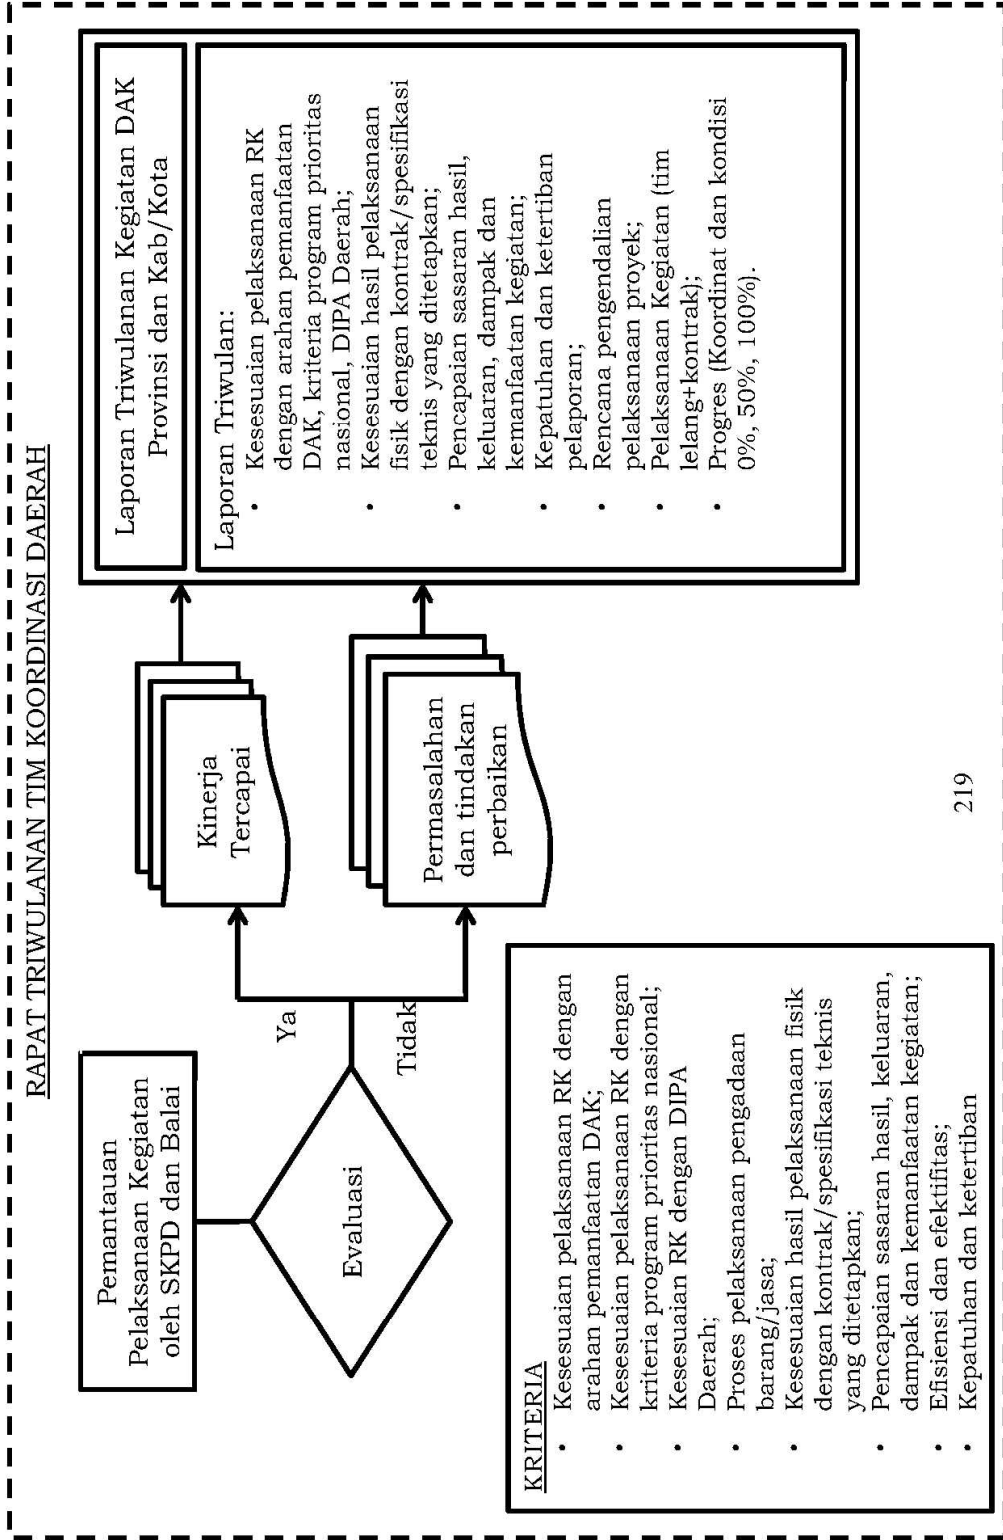 RAPAT TRIWULANAN TIM KOORDINASI DAERAH
Pemantauan
Pelaksanaan Kegiatan
oleh SKPD dan Balai
Evaluasi
Ya
Tidak
Kinerja
Tercapai
Permasalahan
dan tindakan
perbaikan
Laporan Triwulanan Kegiatan DAK
Provinsi dan Kab/Kota
Laporan Triwulan:
• Kesesuaian pelaksanaan RK
dengan arahan pemanfaatan
DAK, kriteria program prioritas
nasional, DIPA Daerah;
• Kesesuaian hasil pelaksanaan
fisik dengan kontrak/spesifikasi
teknis yang ditetapkan;
• Pencapaian sasaran hasil,
keluaran, dampak dan
kemanfaatan kegiatan;
• Kepatuhan dan ketertiban
pelaporan;
• Rencana pengendalian
pelaksanaan proyek;
• Pelaksanaan Kegiatan (tim
lelang+kontrak);
• Progres (Koordinat dan kondisi
0%, 50%, 100%).
KRITERIA
• Kesesuaian pelaksanaan RK dengan
arahan pemanfaatan DAK;
• Kesesuaian pelaksanaan RK dengan
kriteria program prioritas nasional;
• Kesesuaian RK dengan DIPA
Daerah;
• Proses pelaksanaan pengadaan
barang/jasa;
• Kesesuaian hasil pelaksanaan fisik
dengan kontrak/spesifikasi teknis
yang ditetapkan;
• Pencapaian sasaran hasil, keluaran,
dampak dan kemanfaatan kegiatan;
• Efisiensi dan efektifitas;
• Kepatuhan dan ketertiban
219